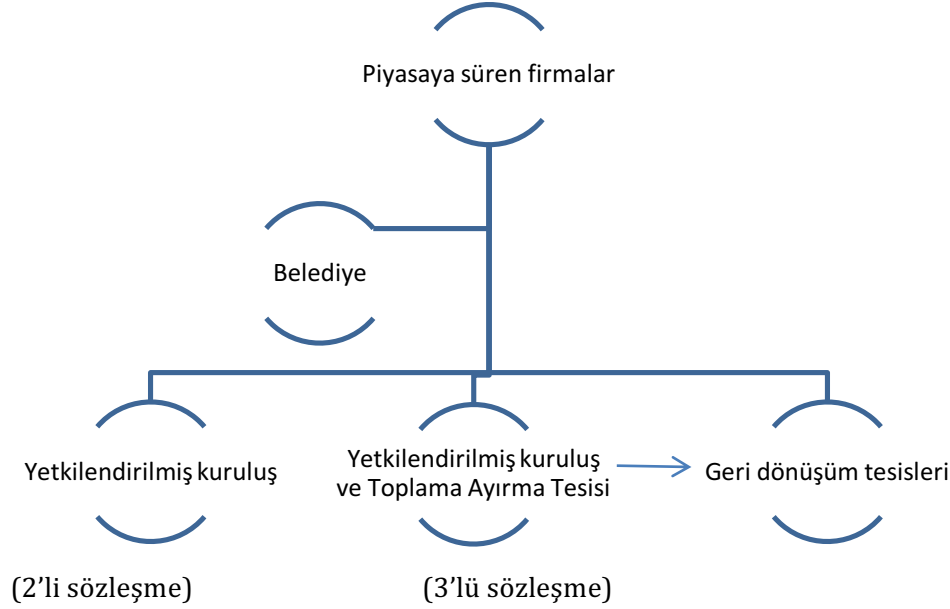 Piyasaya süren firmalar
Belediye
Yetkilendirilmiş kuruluş
Yetkilendirilmiş kuruluş
ve Toplama Ayırma Tesisi
Geri dönüşüm tesisleri
(2’li sözleşme)
(3’lü sözleşme)